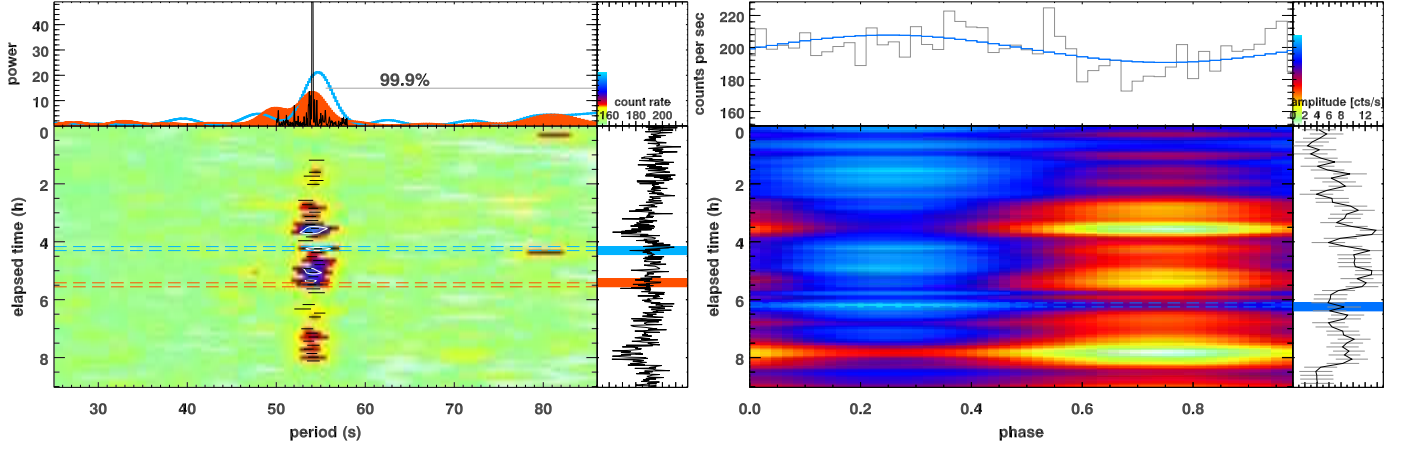 40
30
20
10
power
99.9%
count rate
160 180 200
0
2
4
6
8
elapsed time (h)
30 40 50 60 70 80
period (s)
220
200
180
160
counts per sec
amplitude [cts/s]
0 2 4 6 8 12
0
2
4
6
8
elapsed time (h)
0.0 0.2 0.4 0.6 0.8
phase